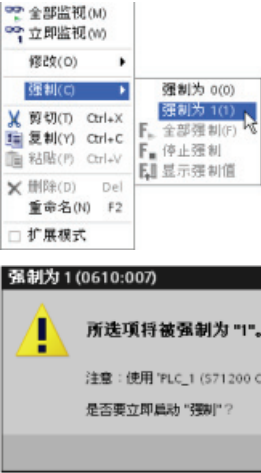 全部监视(M)
立即监视(W)
修改(O)
强制(C)
强制为 0(0)
强制为 1(1)
剪切(T) Ctrl+X
全部强制(F)
复制(Y) Ctrl+C
停止强制
粘贴(P) Ctrl+V
显示强制值
删除(D) Del
重命名(N) F2
扩展模式
强制为 1 (0610:007)
所选项将被强制为 "1"。
注意：使用 'PLC_1 (S71200 C
是否要立即启动 "强制"？